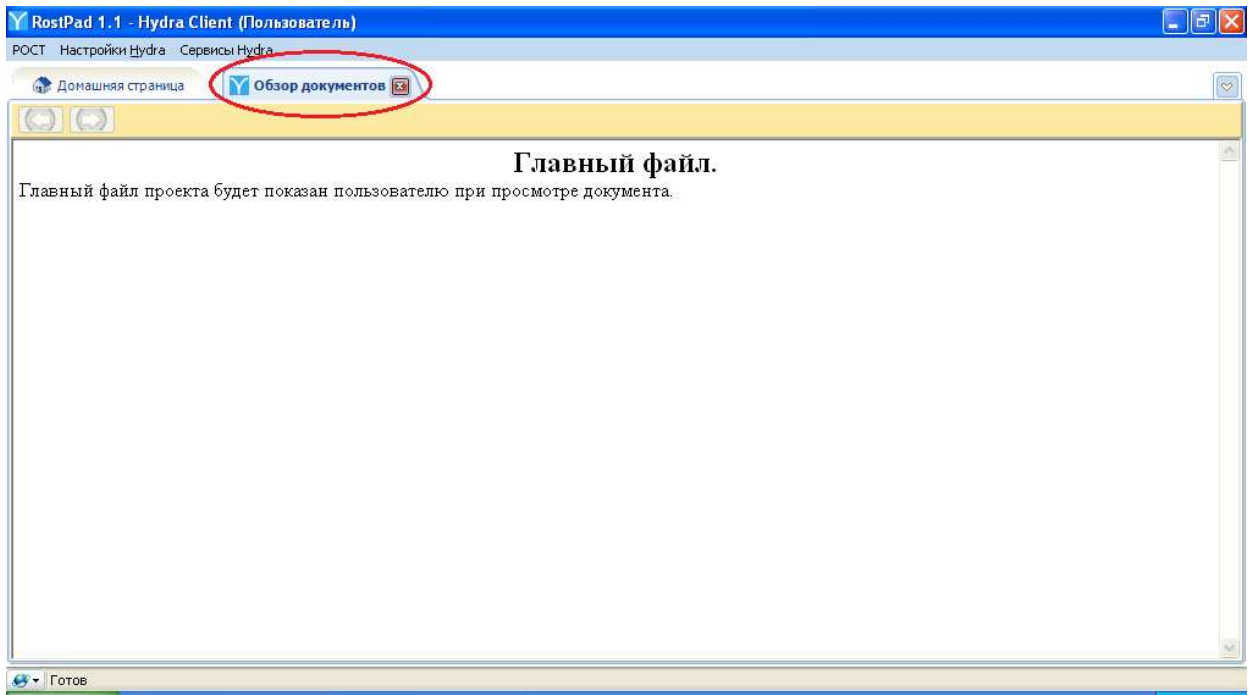 RostPad 1.1 - Hydra Client (Пользователь)
РОСТ Настройки Hydra Сервисы Hydra
Домашняя страница Обзор документов
Главный файл.
Главный файл проекта будет показан пользователю при просмотре документа.
Готов